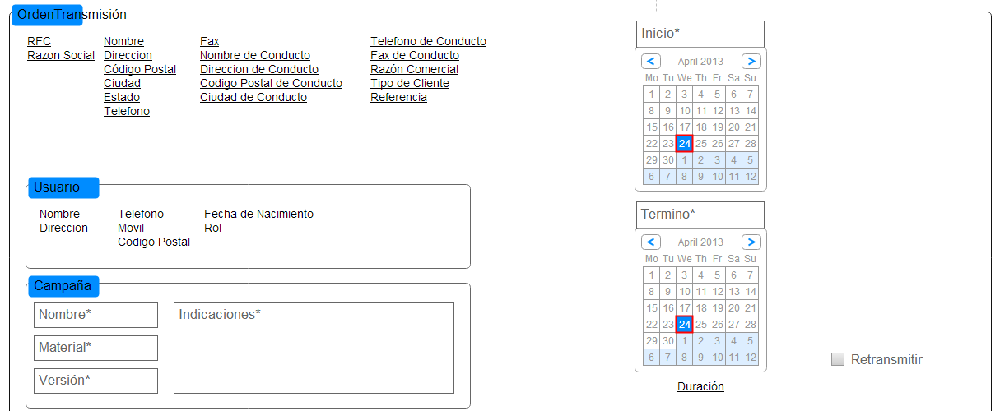 OrdenTransmisión
RFC
Razon Social
Nombre
Direccion
Código Postal
Ciudad
Estado
Telefono
Fax
Nombre de Conducto
Direccion de Conducto
Codigo Postal de Conducto
Ciudad de Conducto
Telefono de Conducto
Fax de Conducto
Razón Comercial
Tipo de Cliente
Referencia
Inicio*
< April 2013 >
Mo Tu We Th Fr Sa Su
1 2 3 4 5 6 7
8 9 10 11 12 13 14
15 16 17 18 19 20 21
22 23 24 25 26 27 28
29 30 1 2 3 4 5
6 7 8 9 10 11 12
Usuario
Nombre
Direccion
Telefono
Movil
Codigo Postal
Fecha de Nacimiento
Rol
Termino*
< April 2013 >
Mo Tu We Th Fr Sa Su
1 2 3 4 5 6 7
8 9 10 11 12 13 14
15 16 17 18 19 20 21
22 23 24 25 26 27 28
29 30 1 2 3 4 5
6 7 8 9 10 11 12
Duración
Campaña
Nombre*
Material*
Versión*
Indicaciones*
Retransmitir